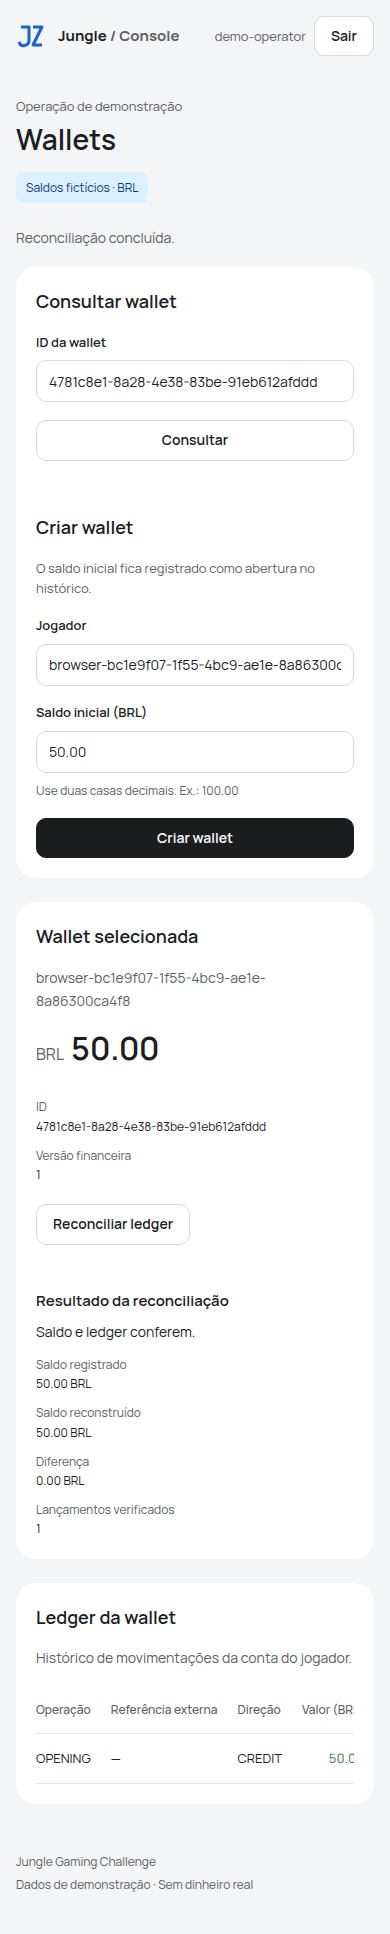 JZ Jungle / Console demo-operator Sair
Operação de demonstração
Wallets
Saldos fictícios · BRL
Reconciliação concluída.
Consultar wallet
ID da wallet
4781c8e1-8a28-4e38-83be-91eb612afddd
Consultar
Criar wallet
O saldo inicial fica registrado como abertura no
histórico.
Jogador
browser-bc1e9f07-1f55-4bc9-ae1e-8a86300c
Saldo inicial (BRL)
50.00
Use duas casas decimais. Ex.: 100.00
Criar wallet
Wallet selecionada
browser-bc1e9f07-1f55-4bc9-ae1e-
8a86300ca4f8
BRL 50.00
ID
4781c8e1-8a28-4e38-83be-91eb612afddd
Versão financeira
1
Reconciliar ledger
Resultado da reconciliação
Saldo e ledger conferem.
Saldo registrado
50.00 BRL
Saldo reconstruído
50.00 BRL
Diferença
0.00 BRL
Lançamentos verificados
1
Ledger da wallet
Histórico de movimentações da conta do jogador.
Operação Referência externa Direção Valor (BR
OPENING — CREDIT 50.0
Jungle Gaming Challenge
Dados de demonstração · Sem dinheiro real